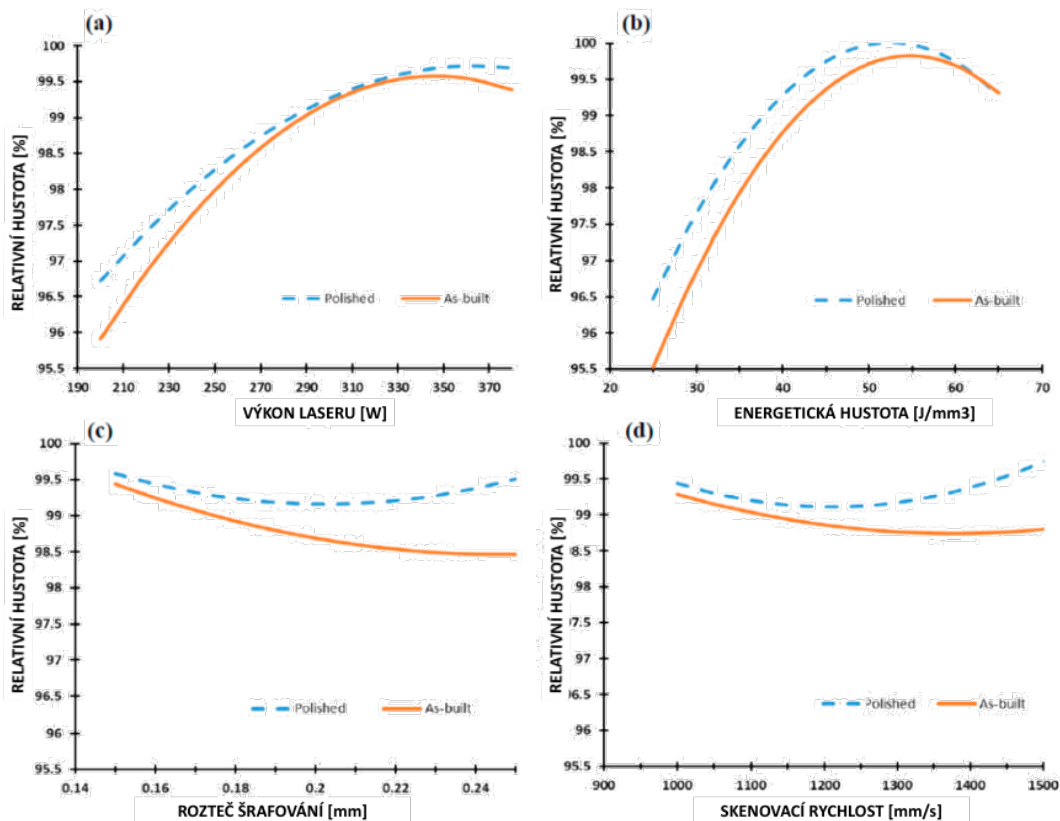 (a)
RELATIVNÍ HUSTOTA [%]
100
99.5
99
98.5
98
97.5
97
96.5
96
95.5
190 210 230 250 270 290 310 330 350 370
VÝKON LASERU [W]
Polished As-built
(b)
RELATIVNÍ HUSTOTA [%]
100
99.5
99
98.5
98
97.5
97
96.5
96
95.5
20 30 40 50 60 70
ENERGETICKÁ HUSTOTA [J/mm3]
Polished As-built
(c)
RELATIVNÍ HUSTOTA [%]
100
99.5
99
98.5
98
97.5
97
96.5
96
95.5
0.14 0.16 0.18 0.2 0.22 0.24
ROZTEČ ŠRAFOVÁNÍ [mm]
Polished As-built
(d)
RELATIVNÍ HUSTOTA [%]
100
99.5
99
98.5
98
97.5
97
96.5
96
95.5
900 1000 1100 1200 1300 1400 1500
SKENOVACÍ RYCHLOST [mm/s]
Polished As-built